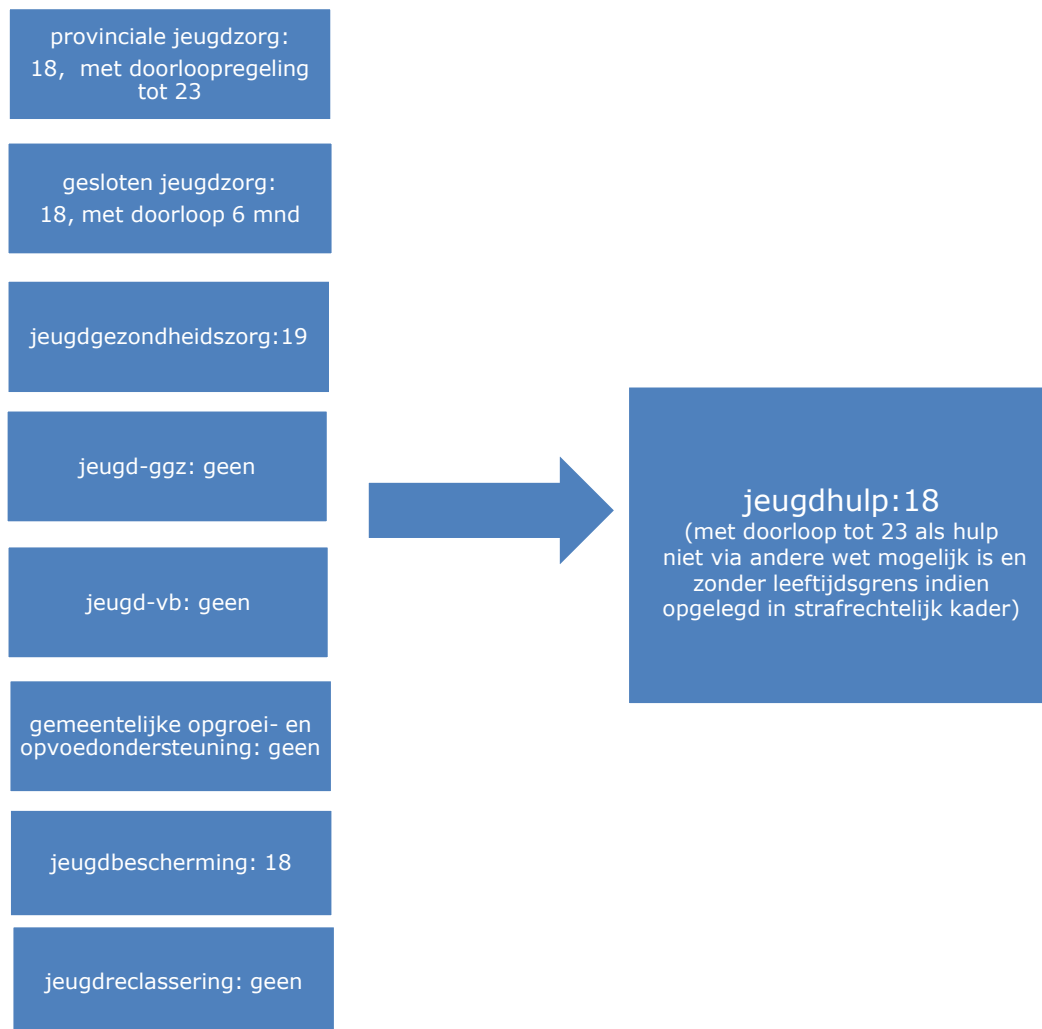 provinciale jeugdzorg:
18, met doorloopregeling
tot 23
gesloten jeugdzorg:
18, met doorloop 6 mnd
jeugdgezondheidszorg:19
jeugd-ggz: geen
jeugd-vb: geen
gemeentelijke opgroei- en
opvoedondersteuning: geen
jeugdbescherming: 18
jeugdreclassering: geen
jeugdhulp:18
(met doorloop tot 23 als hulp
niet via andere wet mogelijk is en
zonder leeftijdsgrens indien
opgelegd in strafrechtelijk kader)